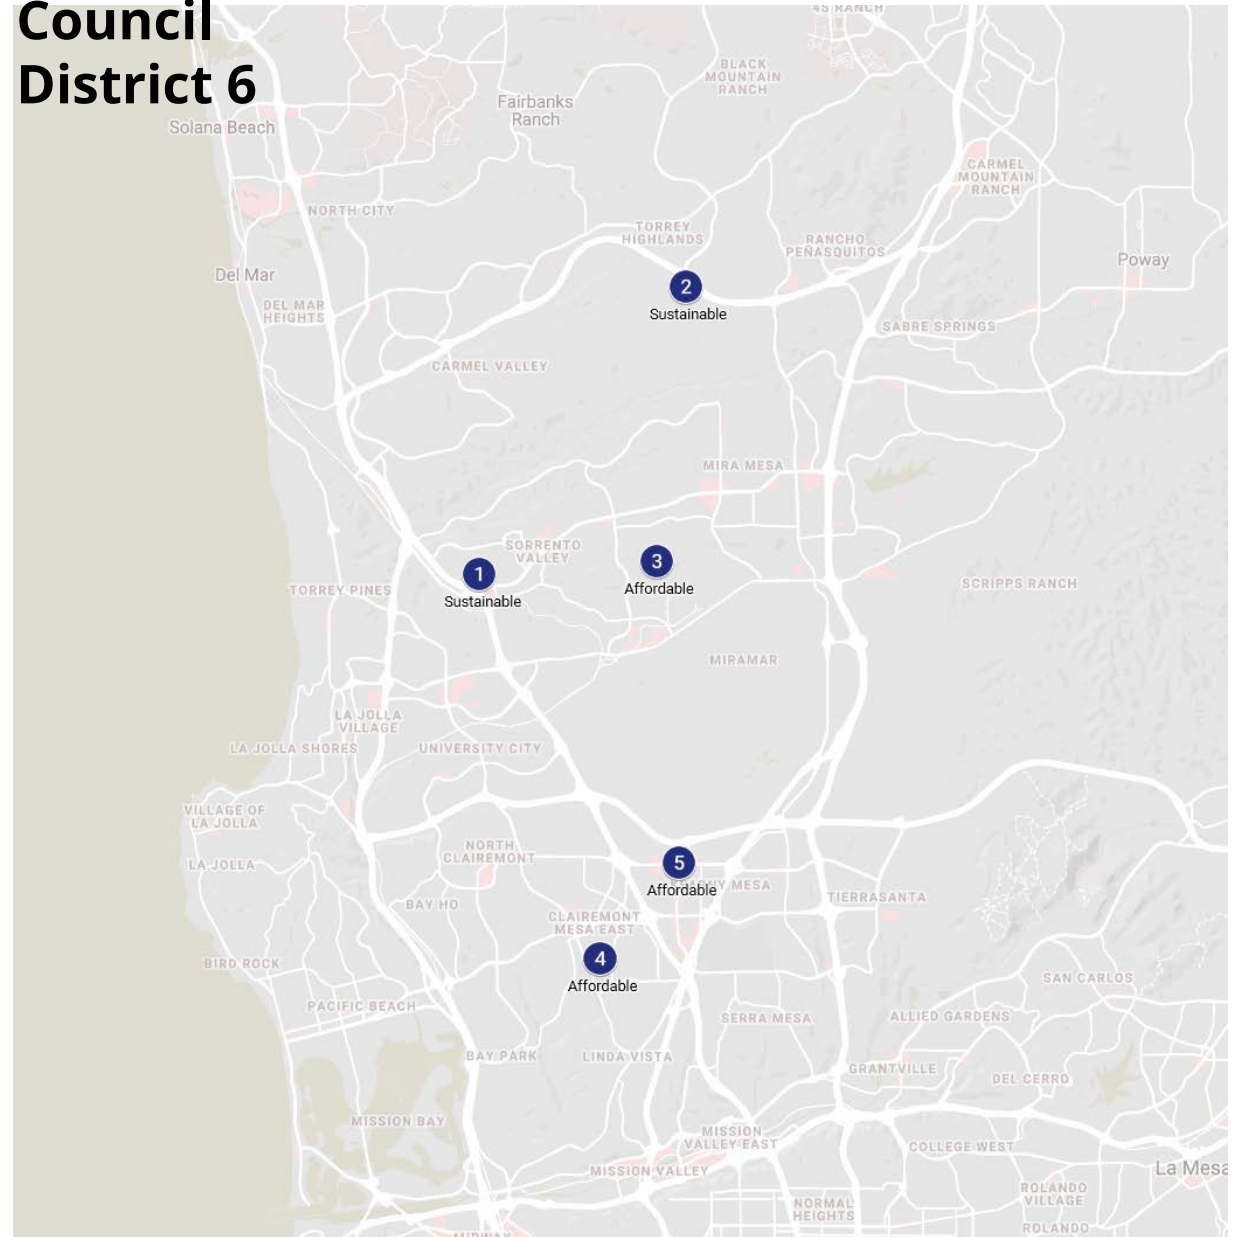 Council
District 6
4S RANCH
BLACK
MOUNTAIN
RANCH
Fairbanks
Ranch
Solana Beach
CARMEL
MOUNTAIN
RANCH
NORTH CITY
TORREY
HIGHLANDS
RANCHO
PEÑASQUITOS
Poway
Del Mar
2
Sustainable
DEL MAR
HEIGHTS
SABRE SPRINGS
CARMEL VALLEY
MIRA MESA
SORRENTO
VALLEY
3
Affordable
1
Sustainable
TORREY PINES
SCRIPPS RANCH
MIRAMAR
LA JOLLA
VILLAGE
LA JOLLA SHORES
UNIVERSITY CITY
VILLAGE OF
LA JOLLA
NORTH
CLAIREMONT
LA JOLLA
5
Affordable
MESA
TIERRASANTA
BAY HO
CLAIREMONT
MESA EAST
4
Affordable
BIRD ROCK
SAN CARLOS
PACIFIC BEACH
SERRA MESA
ALLIED GARDENS
BAY PARK
LINDA VISTA
GRANTVILLE
DEL CERRO
MISSION BAY
MISSION
VALLEY EAST
COLLEGE WEST
MISSION VALLEY
La Mesa
ROLANDO
VILLAGE
NORMAL
HEIGHTS
ROLANDO
MIDWAY